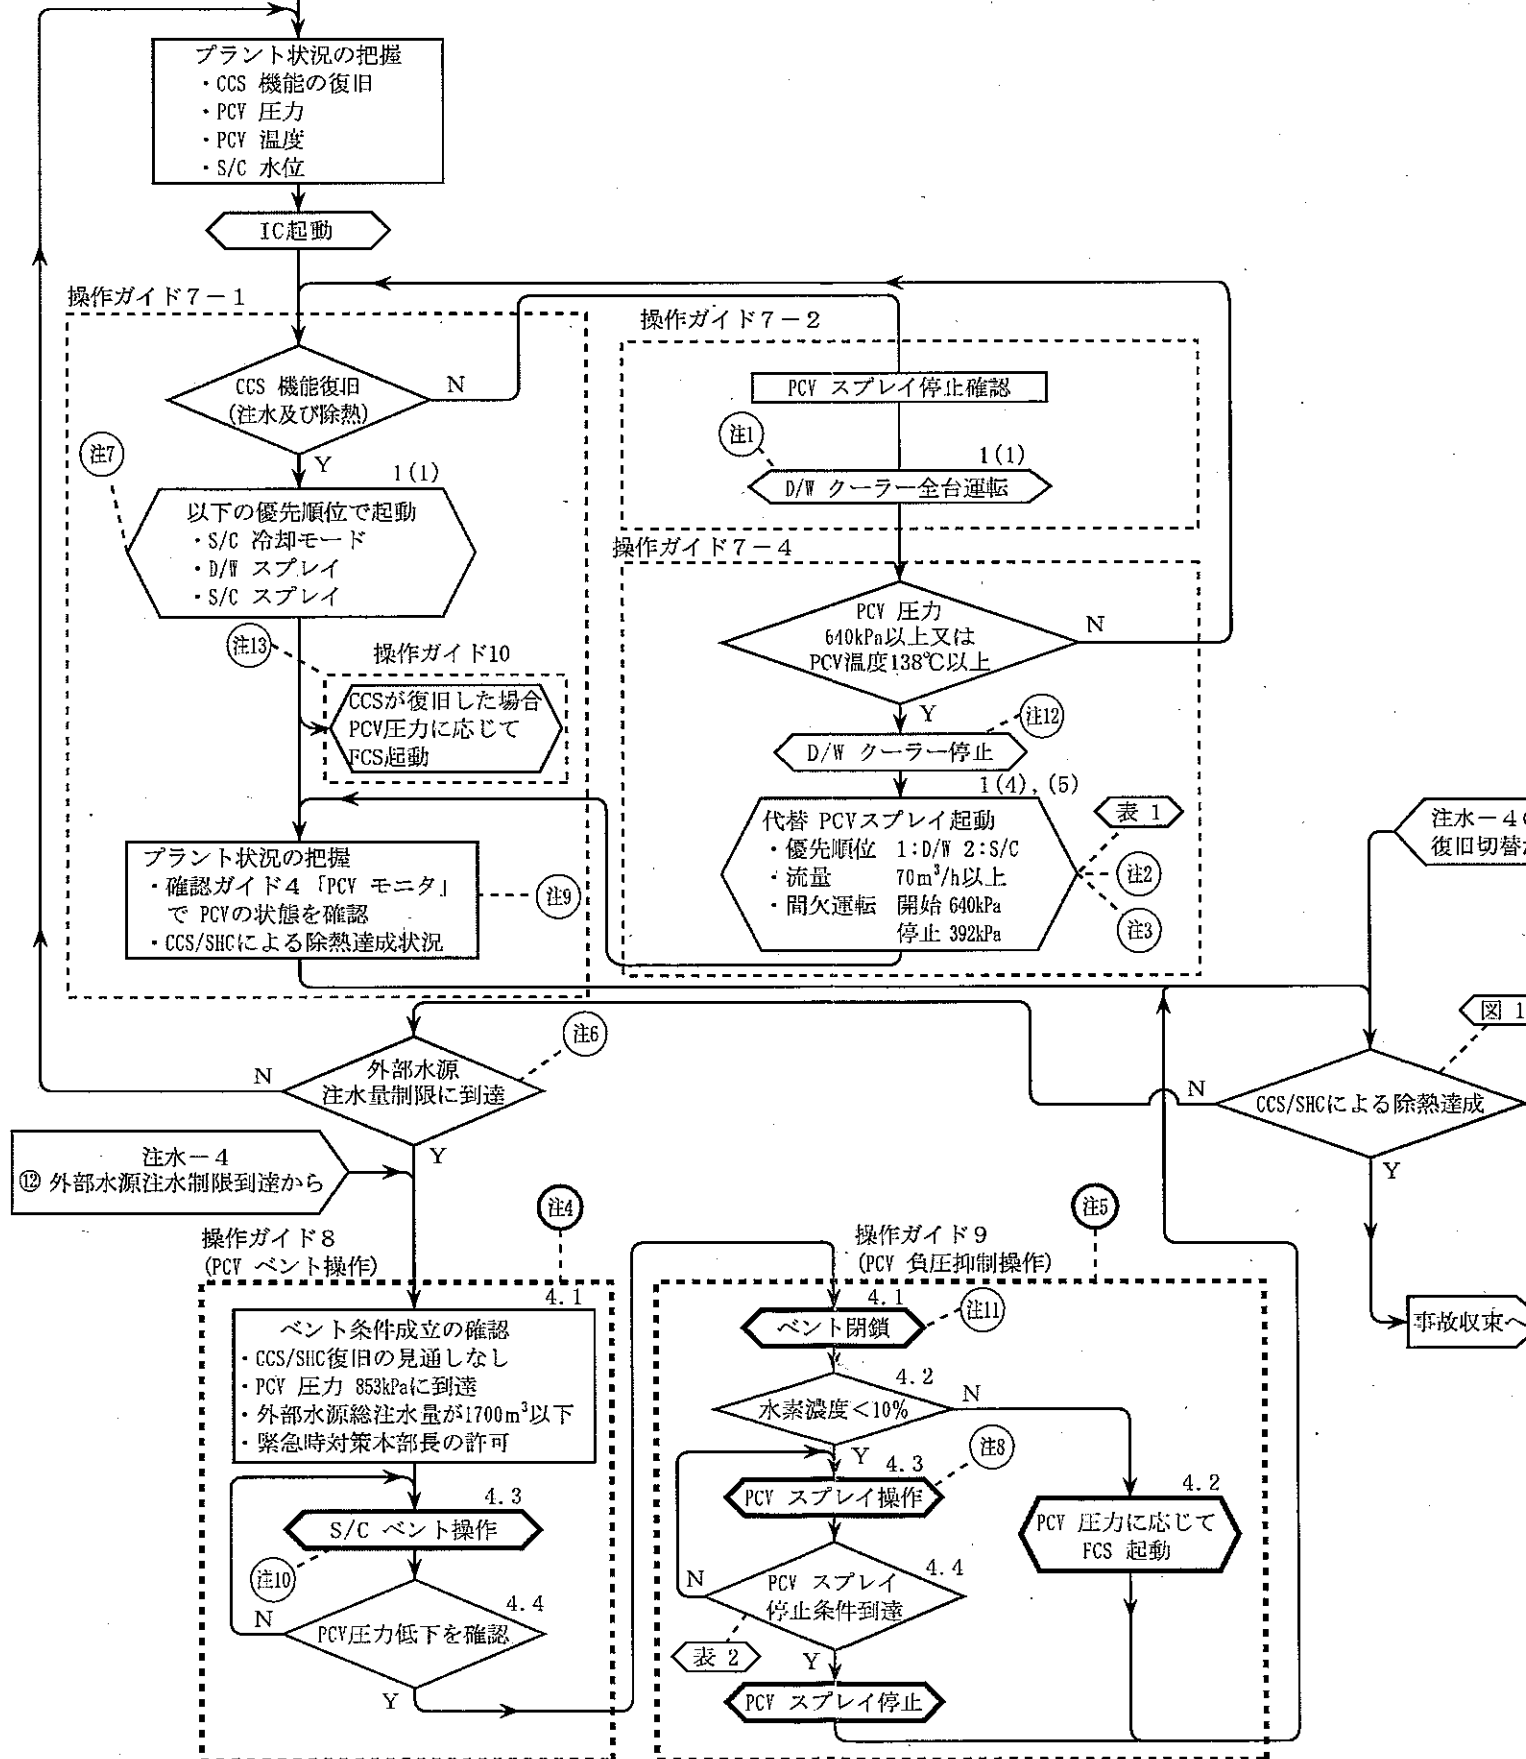 プラント状況の把握
・CCS 機能の復旧
・PCV 圧力
・PCV 温度
・S/C 水位
IC起動
操作ガイド7－1
CCS 機能復旧
(注水及び除熱)
N
Y
注7
1(1)
以下の優先順位で起動
・S/C 冷却モード
・D/W スプレイ
・S/C スプレイ
注13
操作ガイド10
CCSが復旧した場合
PCV圧力に応じて
FCS起動
プラント状況の把握
・確認ガイド4「PCV モニタ」
で PCVの状態を確認
・CCS/SHCによる除熱達成状況
注9
操作ガイド7－2
PCV スプレイ停止確認
注1
1(1)
D/W クーラー全台運転
操作ガイド7－4
PCV 圧力
640kPa以上又は
PCV温度138℃以上
N
Y
注12
D/W クーラー停止
1(4), (5)
代替 PCVスプレイ起動
・優先順位 1:D/W 2:S/C
・流量 70m³/h以上
・間欠運転 開始 640kPa
停止 392kPa
表 1
注2
注3
注水－4
復旧切替
図 1
CCS/SHCによる除熱達成
N
Y
事故収束へ
注6
外部水源
注水量制限に到達
N
Y
注水－4
⑫ 外部水源注水制限到達から
操作ガイド8
(PCV ベント操作)
注4
4.1
ベント条件成立の確認
・CCS/SHC復旧の見通しなし
・PCV 圧力 853kPaに到達
・外部水源総注水量が1700m³以下
・緊急時対策本部長の許可
4.3
S/C ベント操作
注10
4.4
PCV圧力低下を確認
N
Y
操作ガイド9
(PCV 負圧抑制操作)
注5
4.1
ベント閉鎖
注11
4.2
水素濃度＜10%
N
Y
4.3
PCV スプレイ操作
注8
4.4
PCV スプレイ
停止条件到達
N
表 2
Y
PCV スプレイ停止
4.2
PCV 圧力に応じて
FCS 起動